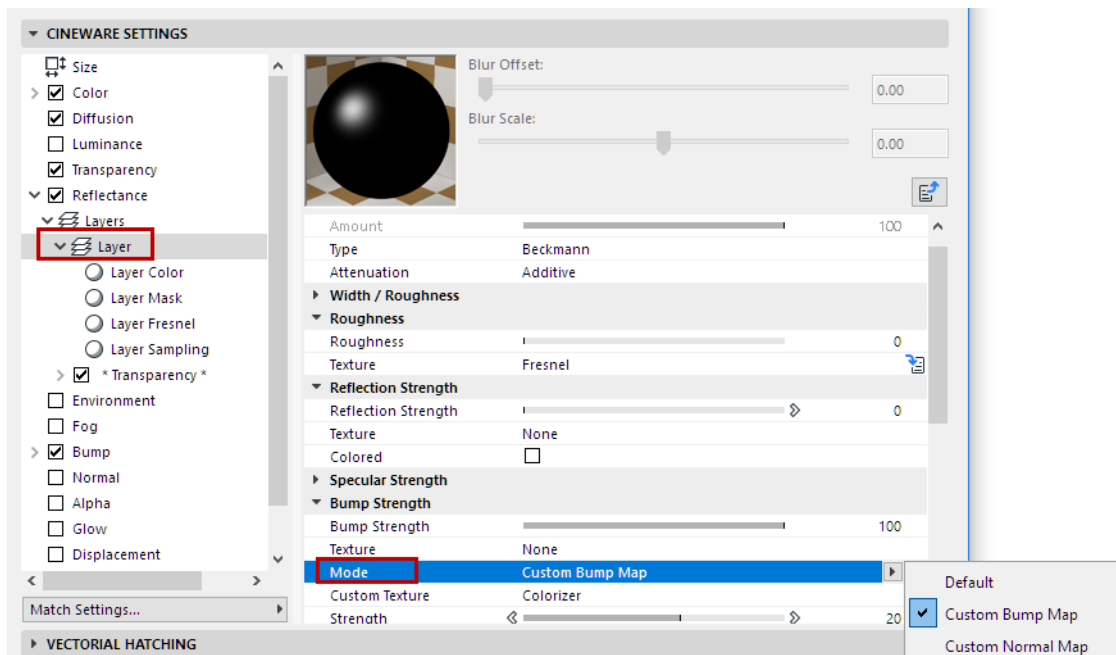 CINEWARE SETTINGS
Size
Color
Diffusion
Luminance
Transparency
Reflectance
Layers
Layer
Layer Color
Layer Mask
Layer Fresnel
Layer Sampling
* Transparency *
Environment
Fog
Bump
Normal
Alpha
Glow
Displacement
Match Settings...
Blur Offset:
0.00
Blur Scale:
0.00
Amount 100
Type Beckmann
Attenuation Additive
Width / Roughness
Roughness
Roughness 0
Texture Fresnel
Reflection Strength
Reflection Strength 0
Texture None
Colored
Specular Strength
Bump Strength
Bump Strength 100
Texture None
Mode Custom Bump Map
Custom Texture Colorizer
Strength 20
Default
Custom Bump Map
Custom Normal Map
VECTORIAL HATCHING